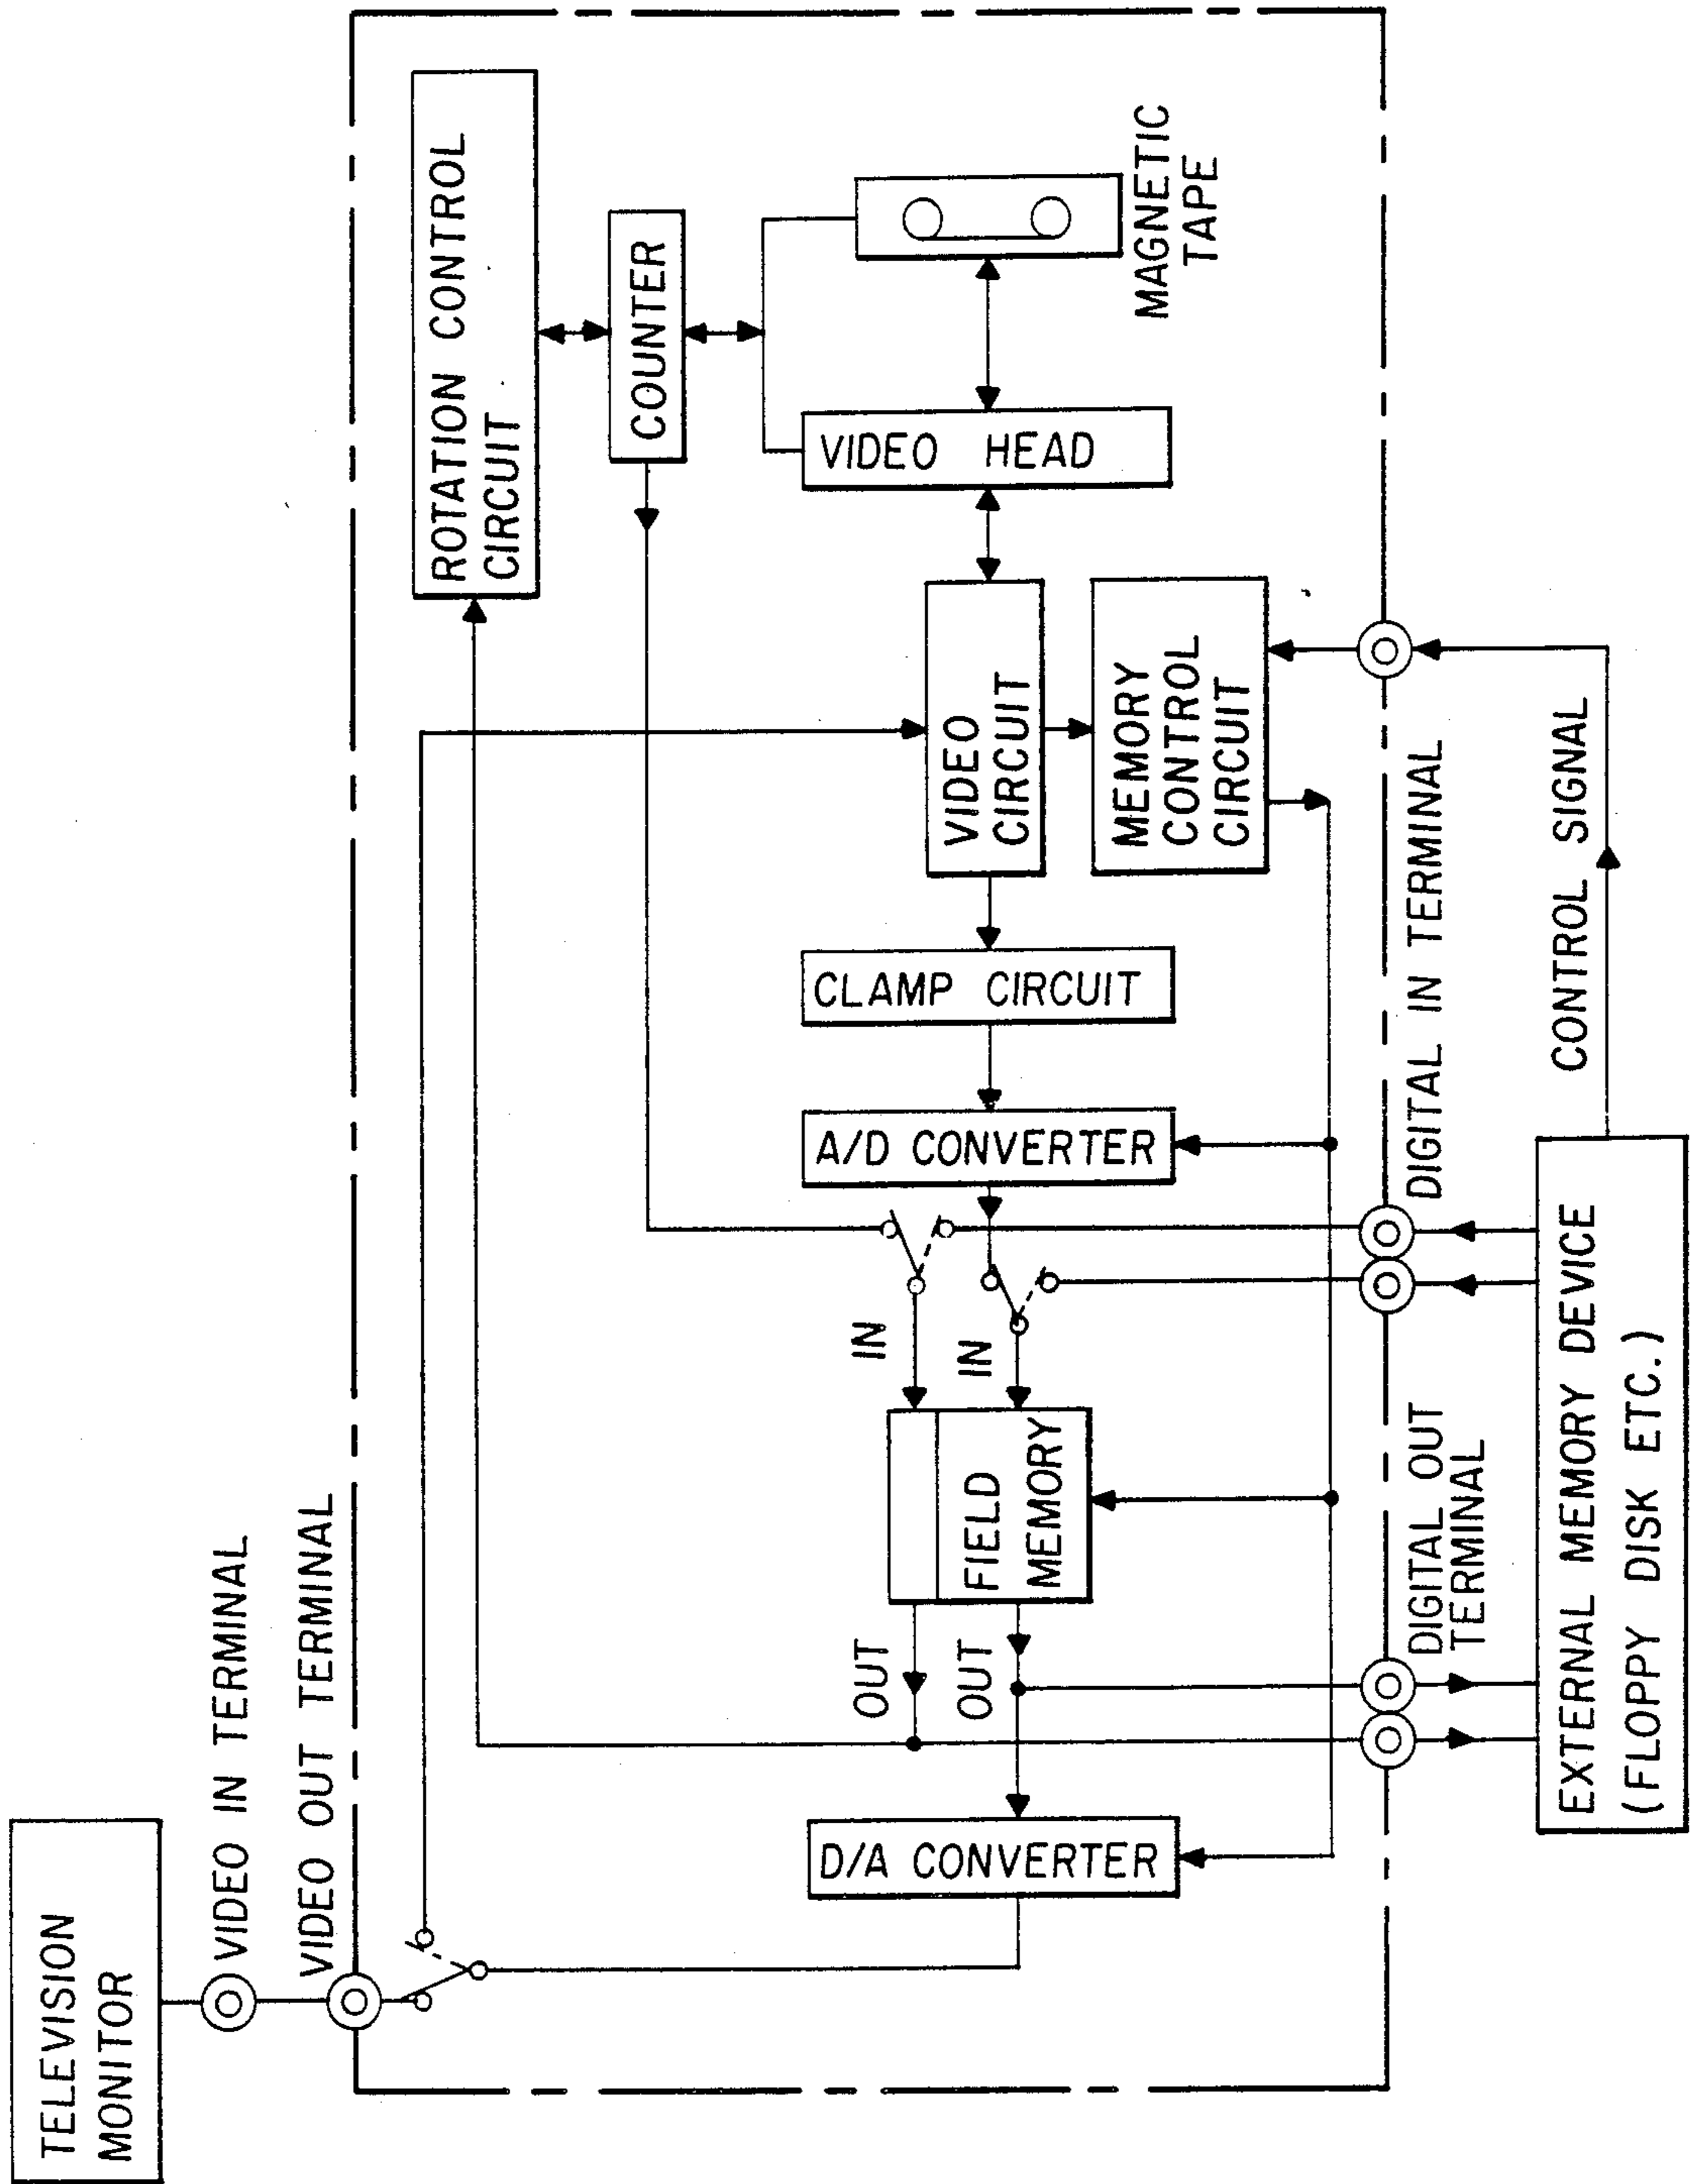 TELEVISION
MONITOR
VIDEO IN TERMINAL
VIDEO OUT TERMINAL
ROTATION CONTROL
CIRCUIT
COUNTER
MAGNETIC
TAPE
VIDEO HEAD
VIDEO
CIRCUIT
MEMORY
CONTROL
CIRCUIT
CLAMP CIRCUIT
A/D CONVERTER
IN
IN
FIELD
MEMORY
OUT
OUT
D/A CONVERTER
DIGITAL IN TERMINAL
DIGITAL OUT
TERMINAL
CONTROL SIGNAL
EXTERNAL MEMORY DEVICE
(FLOPPY DISK ETC.)